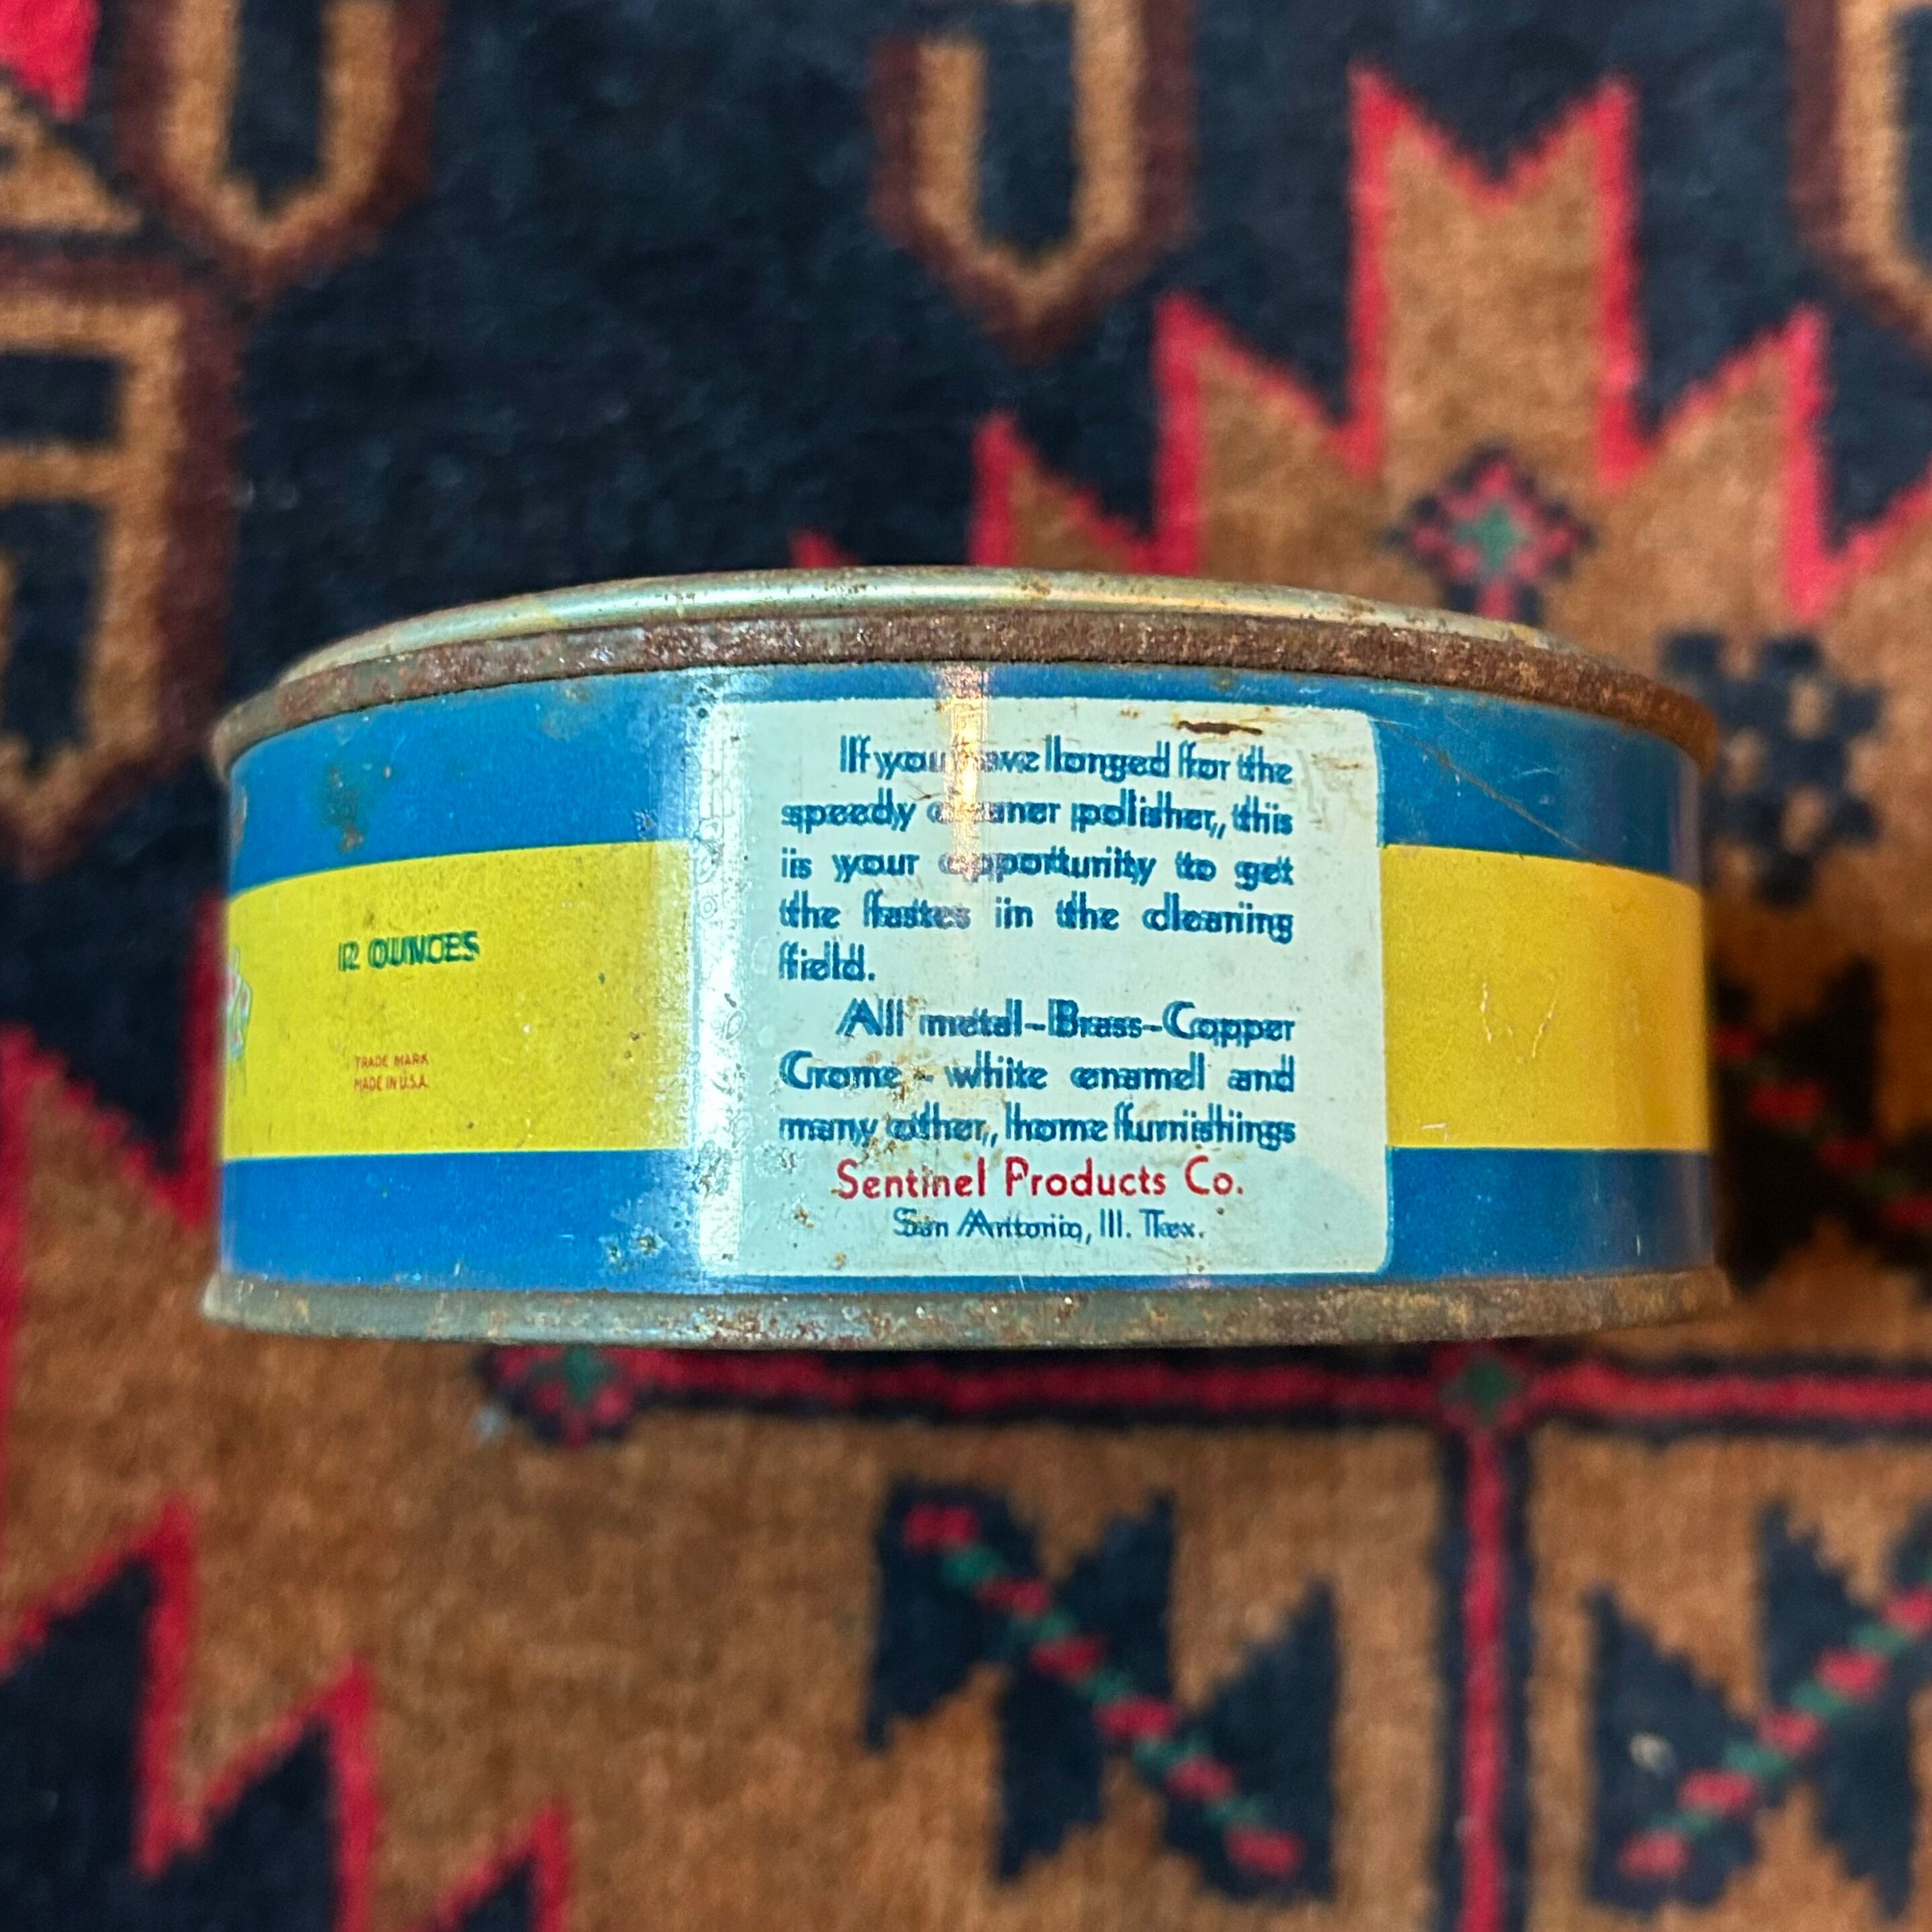 If you have longed for the
speedy cleaner polisher, this
is your opportunity to get
the fastes in the cleaning
field.
All metal-Brass-Copper
Crome - white enamel and
many other, home furnishings
Sentinel Products Co.
San Antonio, Ill. Tex.
12 OUNCES
TRADE MARK
MADE IN U.S.A.